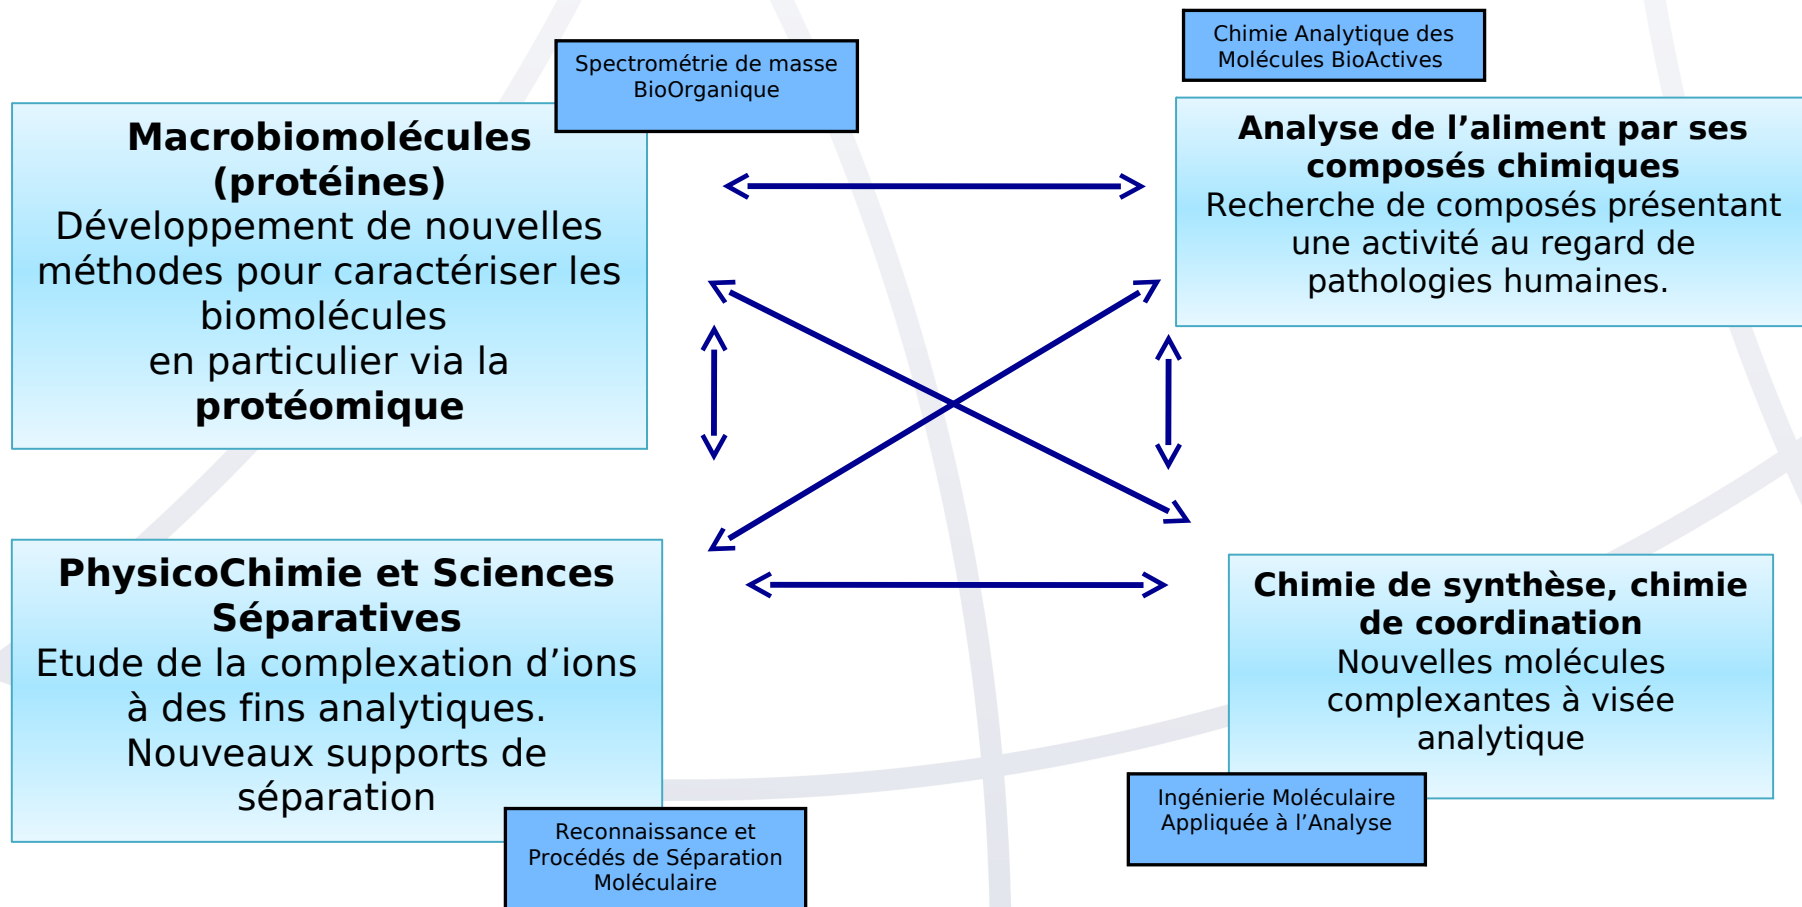 Spectrométrie de masse
BioOrganique
Macrobiomolécules
(protéines)
Développement de nouvelles
méthodes pour caractériser les
biomolécules
en particulier via la
protéomique
Chimie Analytique des
Molécules BioActives
Analyse de l’aliment par ses
composés chimiques
Recherche de composés présentant
une activité au regard de
pathologies humaines.
PhysicoChimie et Sciences
Séparatives
Etude de la complexation d’ions
à des fins analytiques.
Nouveaux supports de
séparation
Reconnaissance et
Procédés de Séparation
Moléculaire
Chimie de synthèse, chimie
de coordination
Nouvelles molécules
complexantes à visée
analytique
Ingénierie Moléculaire
Appliquée à l’Analyse